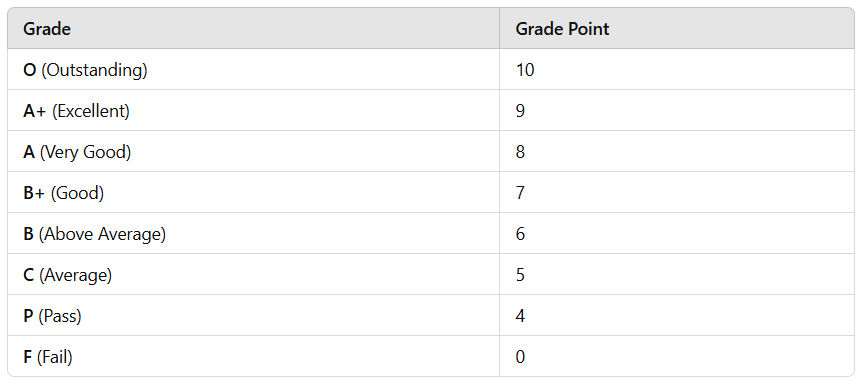 Grade Grade Point
O (Outstanding) 10
A+ (Excellent) 9
A (Very Good) 8
B+ (Good) 7
B (Above Average) 6
C (Average) 5
P (Pass) 4
F (Fail) 0